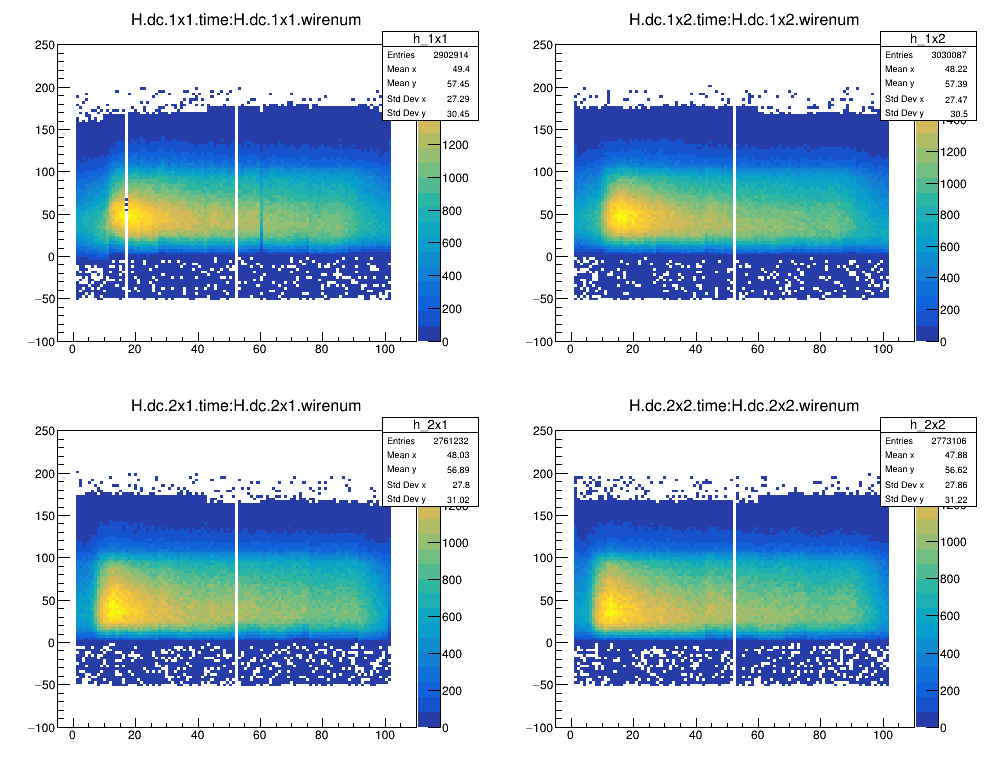 H.dc.1x1.time:H.dc.1x1.wirenum
h_1x1
Entries 2902914
Mean x 49.4
Mean y 57.45
Std Dev x 27.29
Std Dev y 30.45
250
200
150
100
50
0
−50
−100
0 20 40 60 80 100
1200
1000
800
600
400
200
0
H.dc.1x2.time:H.dc.1x2.wirenum
h_1x2
Entries 3030087
Mean x 48.22
Mean y 57.39
Std Dev x 27.47
Std Dev y 30.5
250
200
150
100
50
0
−50
−100
0 20 40 60 80 100
1400
1200
1000
800
600
400
200
0
H.dc.2x1.time:H.dc.2x1.wirenum
h_2x1
Entries 2761232
Mean x 48.03
Mean y 56.89
Std Dev x 27.8
Std Dev y 31.02
250
200
150
100
50
0
−50
−100
0 20 40 60 80 100
1200
1000
800
600
400
200
0
H.dc.2x2.time:H.dc.2x2.wirenum
h_2x2
Entries 2773106
Mean x 47.88
Mean y 56.62
Std Dev x 27.86
Std Dev y 31.22
250
200
150
100
50
0
−50
−100
0 20 40 60 80 100
1200
1000
800
600
400
200
0